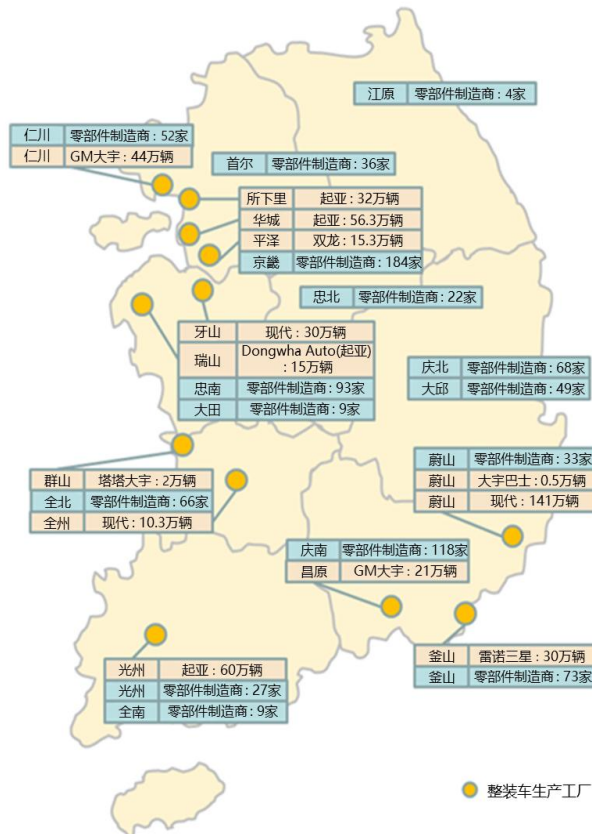 江原 零部件制造商 : 4家
仁川 零部件制造商 : 52家
仁川 GM大宇 : 44万辆
首尔 零部件制造商 : 36家
所下里 起亚 : 32万辆
华城 起亚 : 56.3万辆
平泽 双龙 : 15.3万辆
京畿 零部件制造商 : 184家
忠北 零部件制造商 : 22家
牙山 现代 : 30万辆
瑞山 Dongwha Auto(起亚)
: 15万辆
忠南 零部件制造商 : 93家
大田 零部件制造商 : 9家
庆北 零部件制造商 : 68家
大邱 零部件制造商 : 49家
群山 塔塔大宇 : 2万辆
全北 零部件制造商 : 66家
全州 现代 : 10.3万辆
蔚山 零部件制造商 : 33家
蔚山 大宇巴士 : 0.5万辆
蔚山 现代 : 141万辆
庆南 零部件制造商 : 118家
昌原 GM大宇 : 21万辆
光州 起亚 : 60万辆
光州 零部件制造商 : 27家
全南 零部件制造商 : 9家
釜山 雷诺三星 : 30万辆
釜山 零部件制造商 : 73家
整装车生产工厂